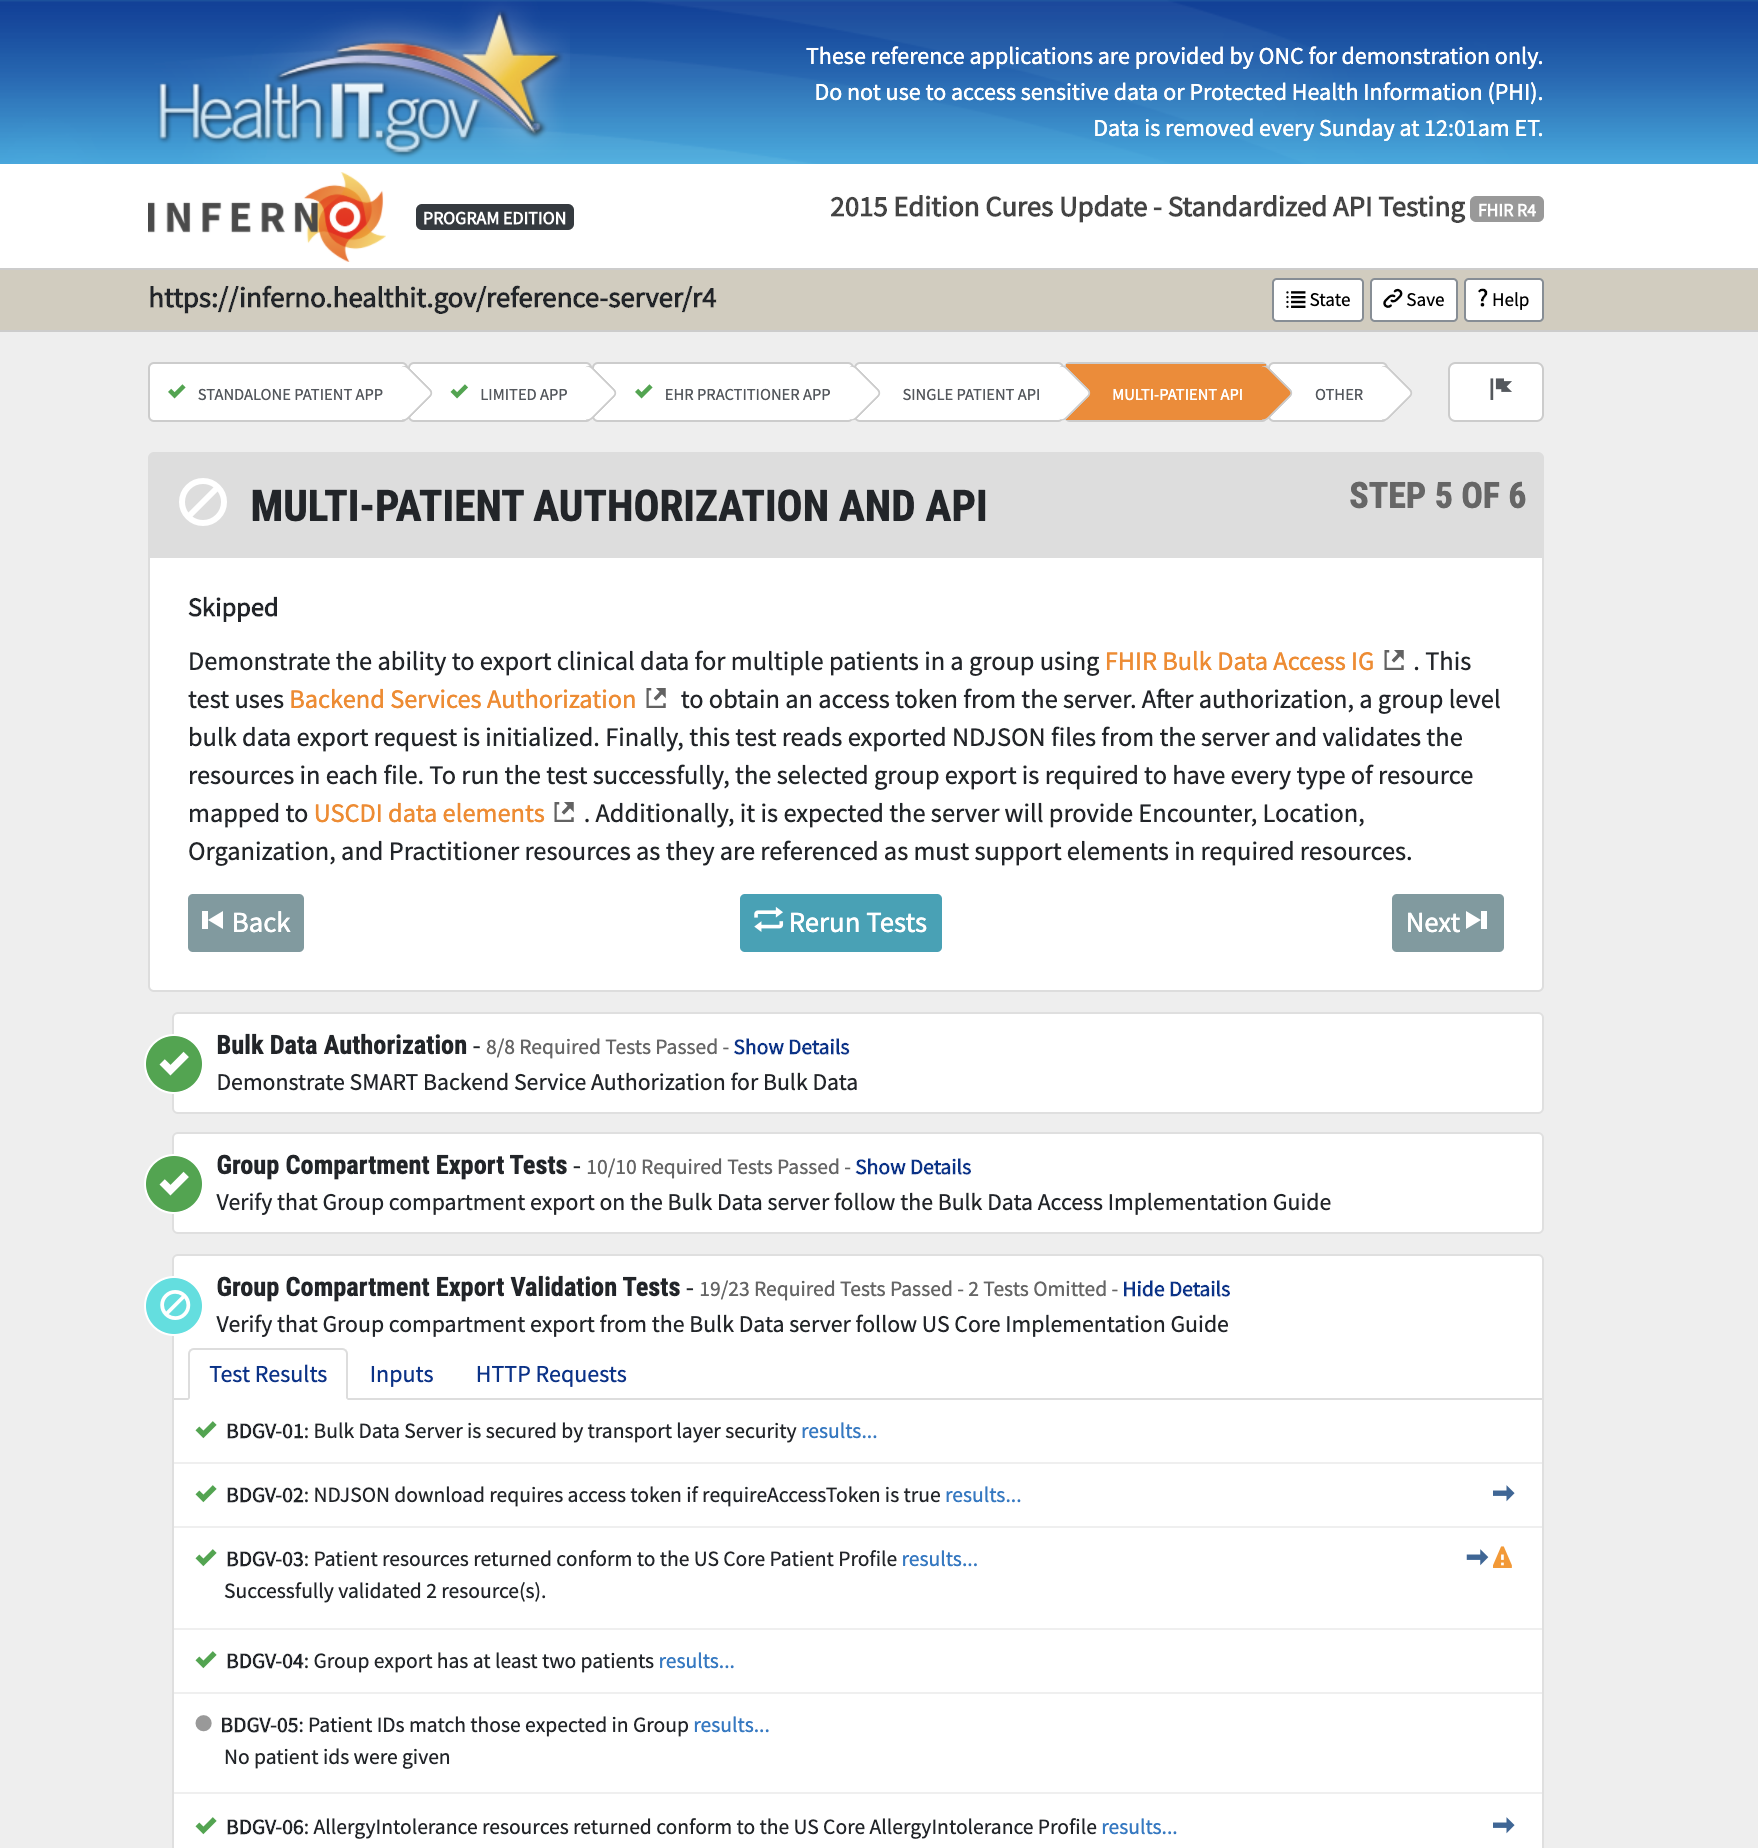 HealthIT.gov
These reference applications are provided by ONC for demonstration only.
Do not use to access sensitive data or Protected Health Information (PHI).
Data is removed every Sunday at 12:01am ET.
INFERNO PROGRAM EDITION
2015 Edition Cures Update - Standardized API Testing FHIR R4
https://inferno.healthit.gov/reference-server/r4
State Save ? Help
STANDALONE PATIENT APP LIMITED APP EHR PRACTITIONER APP SINGLE PATIENT API MULTI-PATIENT API OTHER
MULTI-PATIENT AUTHORIZATION AND API
STEP 5 OF 6
Skipped
Demonstrate the ability to export clinical data for multiple patients in a group using FHIR Bulk Data Access IG . This
test uses Backend Services Authorization to obtain an access token from the server. After authorization, a group level
bulk data export request is initialized. Finally, this test reads exported NDJSON files from the server and validates the
resources in each file. To run the test successfully, the selected group export is required to have every type of resource
mapped to USCDI data elements . Additionally, it is expected the server will provide Encounter, Location,
Organization, and Practitioner resources as they are referenced as must support elements in required resources.
Back Rerun Tests Next
Bulk Data Authorization - 8/8 Required Tests Passed - Show Details
Demonstrate SMART Backend Service Authorization for Bulk Data
Group Compartment Export Tests - 10/10 Required Tests Passed - Show Details
Verify that Group compartment export on the Bulk Data server follow the Bulk Data Access Implementation Guide
Group Compartment Export Validation Tests - 19/23 Required Tests Passed - 2 Tests Omitted - Hide Details
Verify that Group compartment export from the Bulk Data server follow US Core Implementation Guide
Test Results Inputs HTTP Requests
BDGV-01: Bulk Data Server is secured by transport layer security results...
BDGV-02: NDJSON download requires access token if requireAccessToken is true results...
BDGV-03: Patient resources returned conform to the US Core Patient Profile results...
Successfully validated 2 resource(s).
BDGV-04: Group export has at least two patients results...
BDGV-05: Patient IDs match those expected in Group results...
No patient ids were given
BDGV-06: AllergyIntolerance resources returned conform to the US Core AllergyIntolerance Profile results...